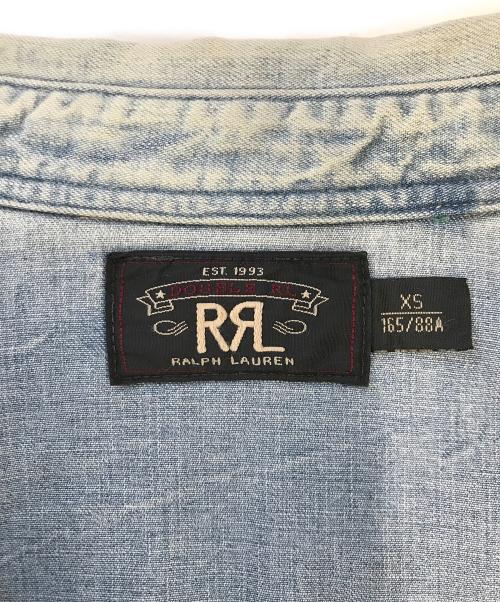 EST. 1993
DOUBLE RL
RRL
RALPH LAUREN
XS
165/88A